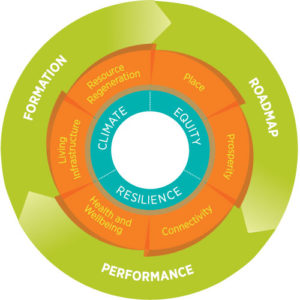 FORMATION
ROADMAP
PERFORMANCE
Resource
Regeneration
Place
Prosperity
Connectivity
Health and
Wellbeing
Living
Infrastructure
CLIMATE
EQUITY
RESILIENCE